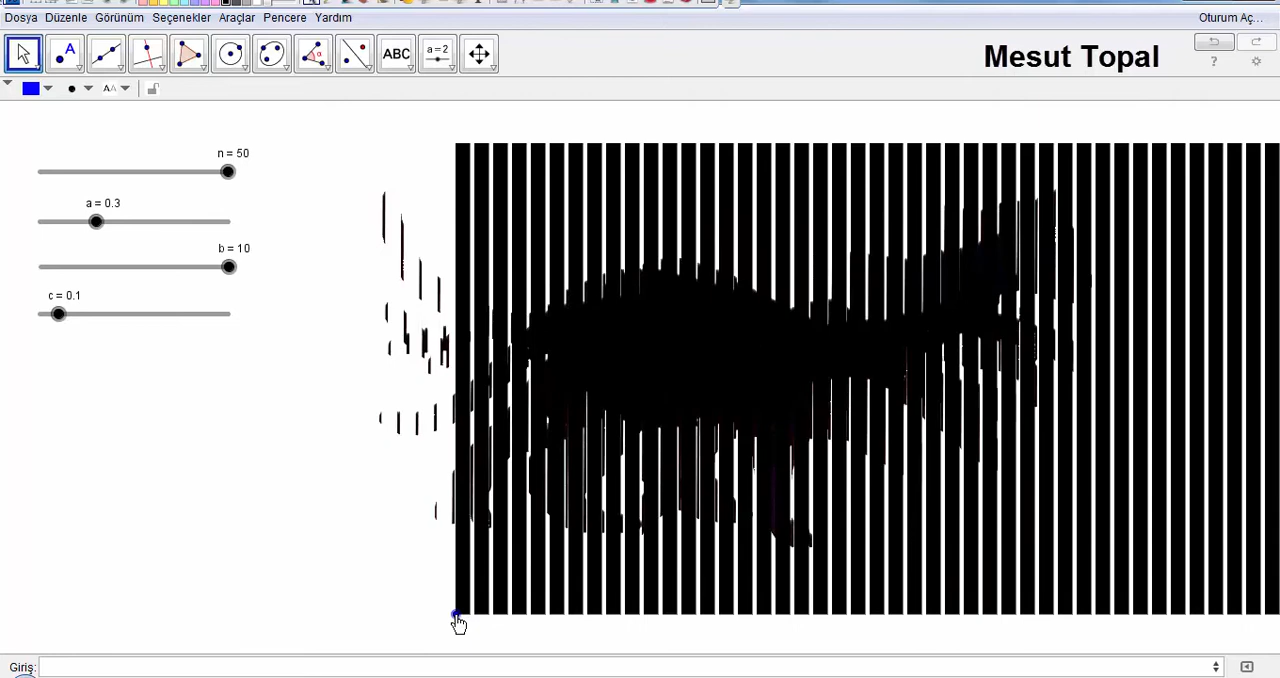 Dosya Düzenle Görünüm Seçenekler Araçlar Pencere Yardım
Oturum Aç...
ABC
a = 2
Mesut Topal
?
A
AA
n = 50
a = 0.3
b = 10
c = 0.1
Giriş: